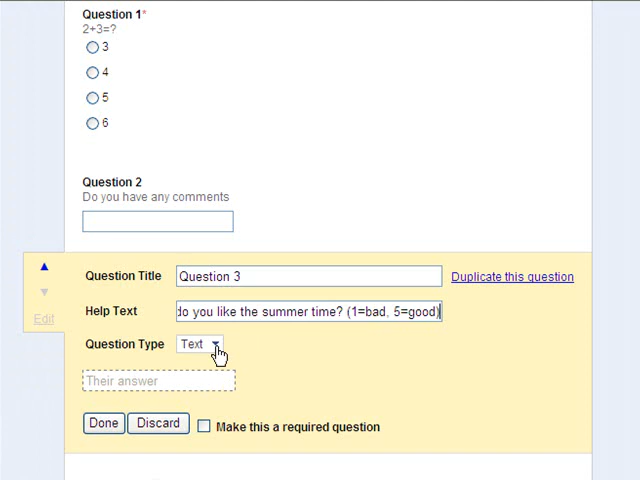 Question 1*
2+3=?
3
4
5
6
Question 2
Do you have any comments
Question Title Question 3 Duplicate this question
Help Text do you like the summer time? (1=bad, 5=good)
Edit
Question Type Text
Their answer
Done Discard Make this a required question